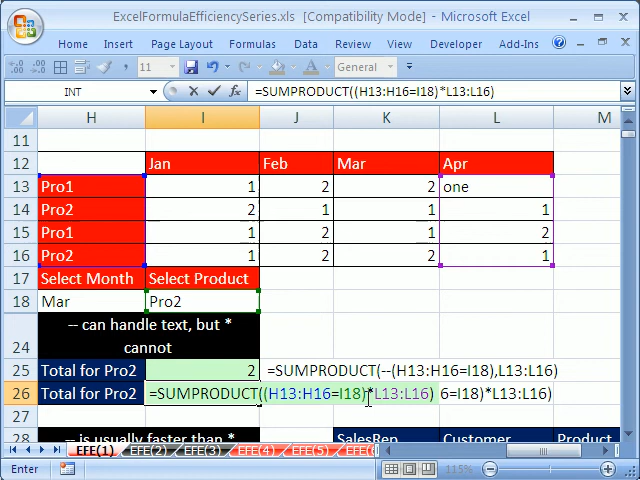 ExcelFormulaEfficiencySeries.xls [Compatibility Mode] - Microsoft Excel
Home Insert Page Layout Formulas Data Review View Developer Add-Ins
11 General
INT =SUMPRODUCT((H13:H16=I18)*L13:L16)
H I J K L M
11
12 Jan Feb Mar Apr
13 Pro1 1 2 2 one
14 Pro2 2 1 1 1
15 Pro1 1 2 1 2
16 Pro2 1 2 2 1
17 Select Month Select Product
18 Mar Pro2
-- can handle text, but *
24 cannot
25 Total for Pro2 2 =SUMPRODUCT(--(H13:H16=I18),L13:L16)
26 Total for Pro2 =SUMPRODUCT((H13:H16=I18)*L13:L16) 6=I18)*L13:L16)
27
28 -- is usually faster than * SalesRep Customer Product
EFE(1) EFE(2) EFE(3) EFE(4) EFE(5)
Enter 115%